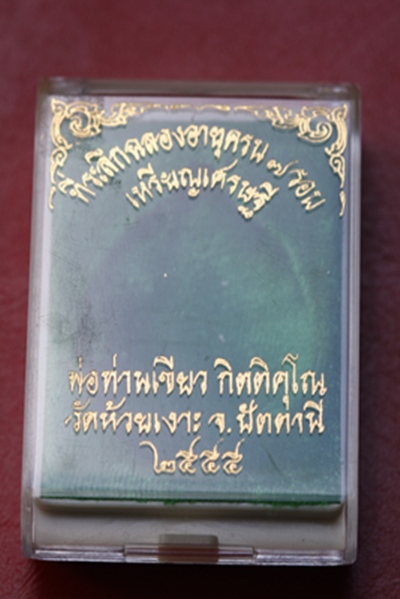 ที่ระลึกฉลองอายุครบ ๗ รอบ
เหรียญเศรษฐี
พ่อท่านเขียว กิตติคุโณ
วัดห้วยเงาะ จ.ปัตตานี
๒๕๕๕